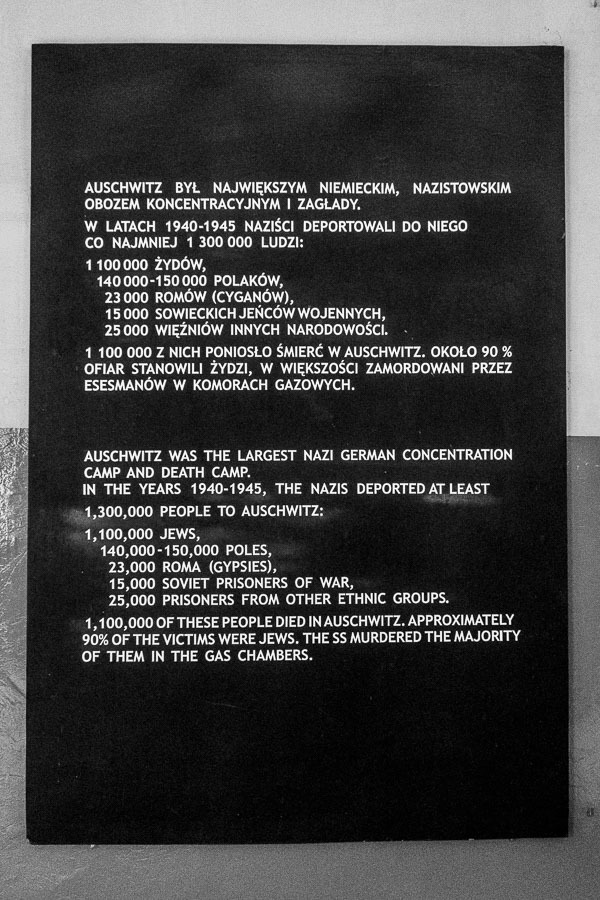 AUSCHWITZ BYŁ NAJWIĘKSZYM NIEMIECKIM, NAZISTOWSKIM
OBOZEM KONCENTRACYJNYM I ZAGŁADY.
W LATACH 1940-1945 NAZIŚCI DEPORTOWALI DO NIEGO
CO NAJMNIEJ 1 300 000 LUDZI:
1 100 000 ŻYDÓW,
140 000-150 000 POLAKÓW,
23 000 ROMÓW (CYGANÓW),
15 000 SOWIECKICH JEŃCÓW WOJENNYCH,
25 000 WIĘŹNIÓW INNYCH NARODOWOŚCI.
1 100 000 Z NICH PONIOSŁO ŚMIERĆ W AUSCHWITZ. OKOŁO 90 %
OFIAR STANOWILI ŻYDZI, W WIĘKSZOŚCI ZAMORDOWANI PRZEZ
ESESMANÓW W KOMORACH GAZOWYCH.
AUSCHWITZ WAS THE LARGEST NAZI GERMAN CONCENTRATION
CAMP AND DEATH CAMP.
IN THE YEARS 1940-1945, THE NAZIS DEPORTED AT LEAST
1,300,000 PEOPLE TO AUSCHWITZ:
1,100,000 JEWS,
140,000-150,000 POLES,
23,000 ROMA (GYPSIES),
15,000 SOVIET PRISONERS OF WAR,
25,000 PRISONERS FROM OTHER ETHNIC GROUPS.
1,100,000 OF THESE PEOPLE DIED IN AUSCHWITZ. APPROXIMATELY
90% OF THE VICTIMS WERE JEWS. THE SS MURDERED THE MAJORITY
OF THEM IN THE GAS CHAMBERS.